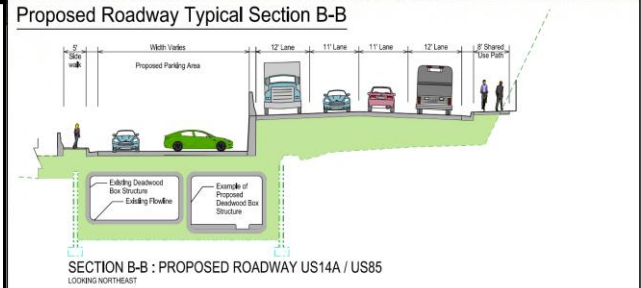 Proposed Roadway Typical Section B-B
5'
Side
walk
Width Varies
Proposed Parking Area
12' Lane
11' Lane
11' Lane
12' Lane
8' Shared
Use Path
Existing Deadwood
Box Structure
Existing Flowline
Example of
Proposed
Deadwood Box
Structure
SECTION B-B : PROPOSED ROADWAY US14A / US85
LOOKING NORTHEAST